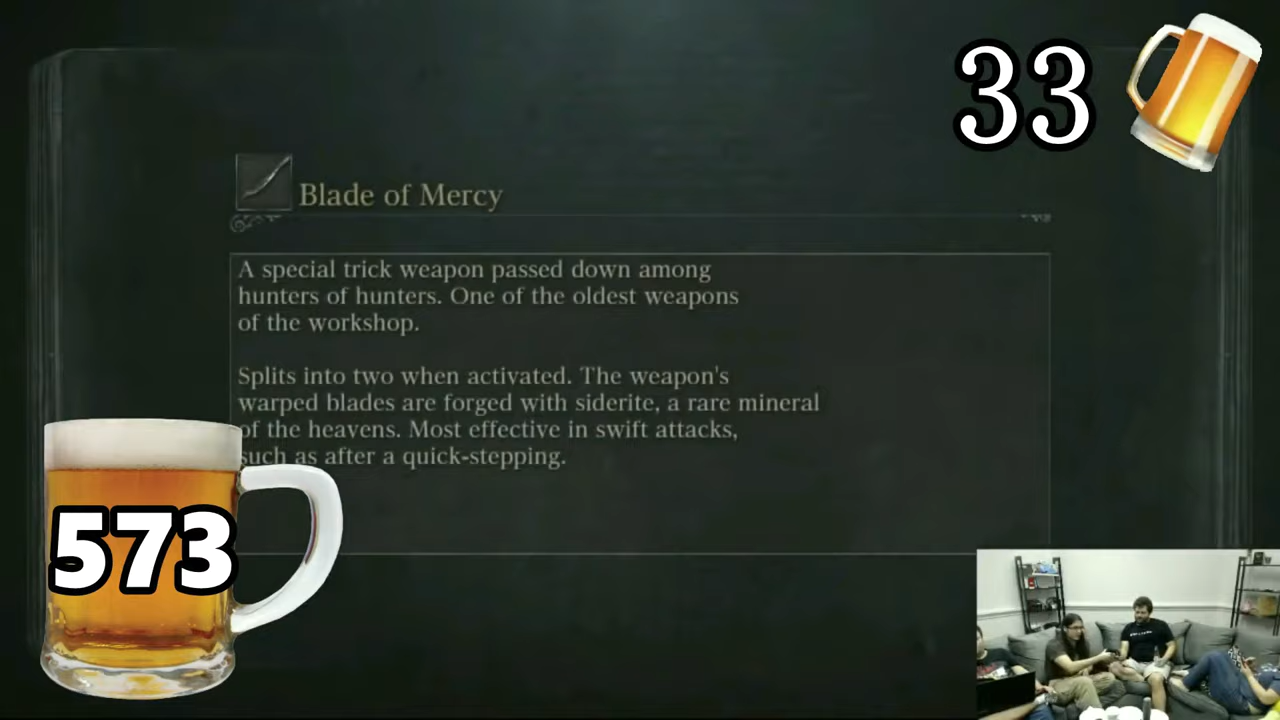 33
Blade of Mercy
A special trick weapon passed down among
hunters of hunters. One of the oldest weapons
of the workshop.
Splits into two when activated. The weapon's
warped blades are forged with siderite, a rare mineral
of the heavens. Most effective in swift attacks,
such as after a quick-stepping.
573